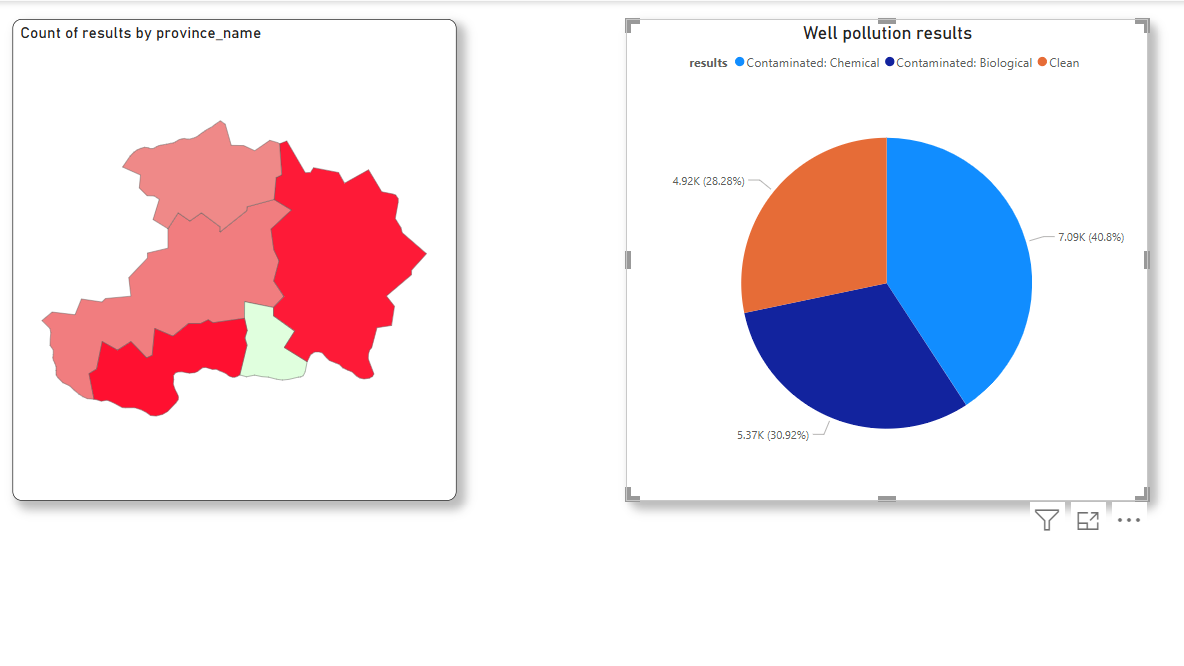 Count of results by province_name
Well pollution results
results Contaminated: Chemical Contaminated: Biological Clean
4.92K (28.28%)
7.09K (40.8%)
5.37K (30.92%)